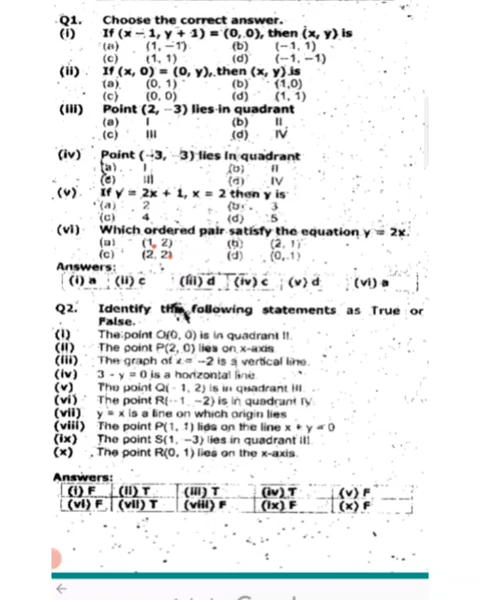 Q1. Choose the correct answer.
(i) If (x − 1, y + 1) = (0, 0), then (x, y) is
(a) (1, −1) (b) (−1, 1)
(c) (1, 1) (d) (−1, −1)
(ii) If (x, 0) = (0, y), then (x, y) is
(a) (0, 1) (b) (1,0)
(c) (0, 0) (d) (1, 1)
(iii) Point (2, −3) lies in quadrant
(a) I (b) II
(c) III (d) IV
(iv) Point (−3, −3) lies in quadrant
(a) I (b) II
(c) III (d) IV
(v) If y = 2x + 1, x = 2 then y is
(a) 2 (b) 3
(c) 4 (d) 5
(vi) Which ordered pair satisfy the equation y = 2x.
(a) (1, 2) (b) (2, 1)
(c) (2, 2) (d) (0, 1)
Answers:
(i) a (ii) c (iii) d (iv) c (v) d (vi) a
Q2. Identify the following statements as True or
False.
(i) The point O(0, 0) is in quadrant II.
(ii) The point P(2, 0) lies on x-axis.
(iii) The graph of x = −2 is a vertical line.
(iv) 3 - y = 0 is a horizontal line.
(v) The point Q(- 1, 2) is in quadrant III.
(vi) The point R(- 1, −2) is in quadrant IV.
(vii) y = x is a line on which origin lies
(viii) The point P(1, 1) lies on the line x + y = 0
(ix) The point S(1, −3) lies in quadrant III.
(x) The point R(0, 1) lies on the x-axis.
Answers:
(i) F (ii) T (iii) T (iv) T (v) F
(vi) F (vii) T (viii) F (ix) F (x) F